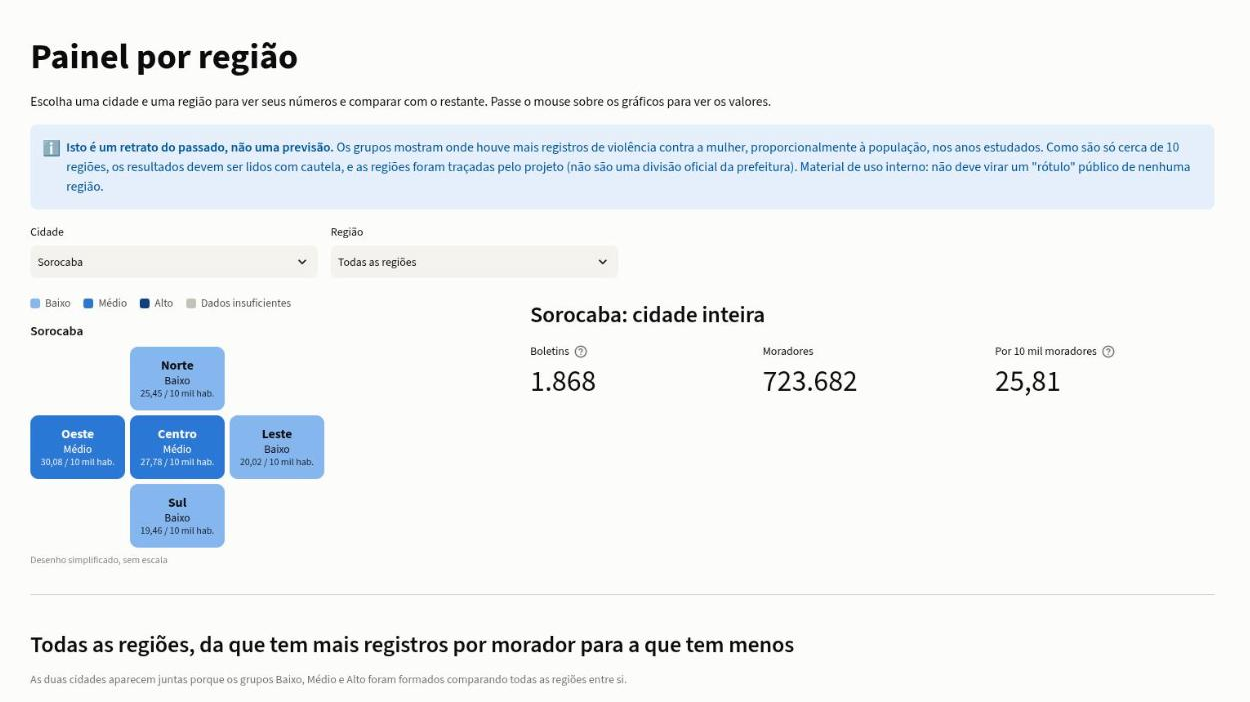 Painel por região
Escolha uma cidade e uma região para ver seus números e comparar com o restante. Passe o mouse sobre os gráficos para ver os valores.
Isto é um retrato do passado, não uma previsão. Os grupos mostram onde houve mais registros de violência contra a mulher, proporcionalmente à população, nos anos estudados. Como são só cerca de 10
regiões, os resultados devem ser lidos com cautela, e as regiões foram traçadas pelo projeto (não são uma divisão oficial da prefeitura). Material de uso interno: não deve virar um "rótulo" público de nenhuma
região.
Cidade
Região
Sorocaba
Todas as regiões
Baixo
Médio
Alto
Dados insuficientes
Sorocaba
Norte
Baixo
25,45 / 10 mil hab.
Oeste
Médio
30,08 / 10 mil hab.
Centro
Médio
27,78 / 10 mil hab.
Leste
Baixo
20,02 / 10 mil hab.
Sul
Baixo
19,46 / 10 mil hab.
Desenho simplificado, sem escala
Sorocaba: cidade inteira
Boletins
1.868
Moradores
723.682
Por 10 mil moradores
25,81
Todas as regiões, da que tem mais registros por morador para a que tem menos
As duas cidades aparecem juntas porque os grupos Baixo, Médio e Alto foram formados comparando todas as regiões entre si.